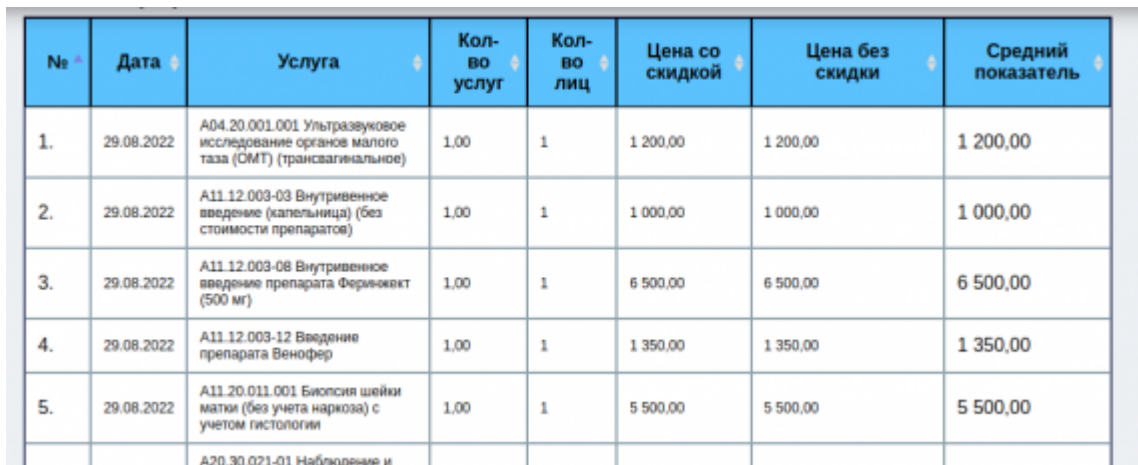 № Дата Услуга Кол-во услуг Кол-во лиц Цена со скидкой Цена без скидки Средний показатель
1. 29.08.2022 A04.20.001.001 Ультразвуковое исследование органов малого таза (ОМТ) (трансвагинальное) 1,00 1 1 200,00 1 200,00 1 200,00
2. 29.08.2022 A11.12.003-03 Внутривенное введение (капельница) (без стоимости препаратов) 1,00 1 1 000,00 1 000,00 1 000,00
3. 29.08.2022 A11.12.003-08 Внутривенное введение препарата Феринжект (500 мг) 1,00 1 6 500,00 6 500,00 6 500,00
4. 29.08.2022 A11.12.003-12 Введение препарата Венофер 1,00 1 1 350,00 1 350,00 1 350,00
5. 29.08.2022 A11.20.011.001 Биопсия шейки матки (без учета наркоза) с учетом гистологии 1,00 1 5 500,00 5 500,00 5 500,00
A20.30.021-01 Наблюдение и